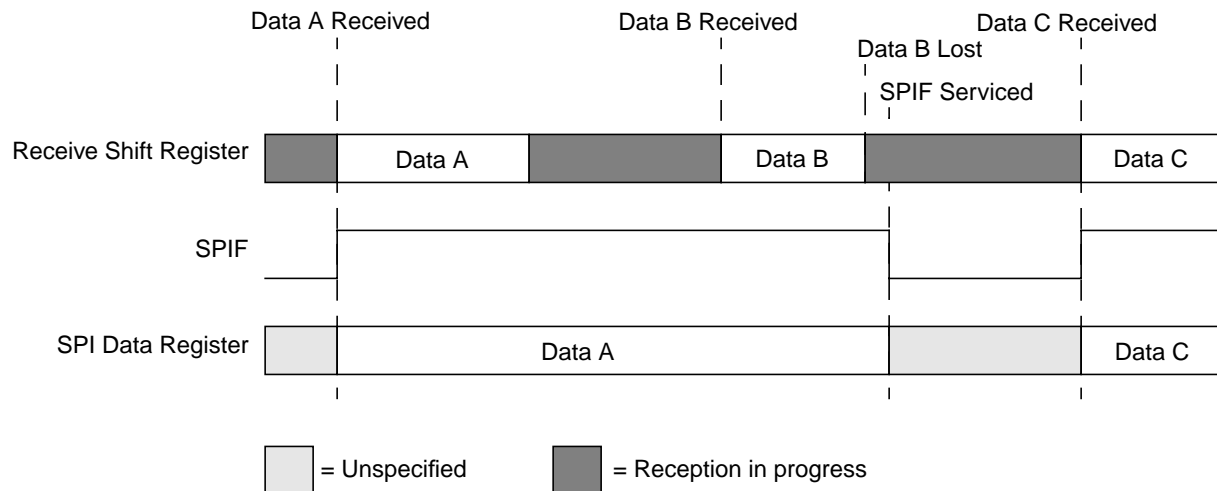 Data A Received
Data B Received
Data C Received
Data B Lost
SPIF Serviced
Receive Shift Register
Data A
Data B
Data C
SPIF
SPI Data Register
Data A
Data C
= Unspecified
= Reception in progress